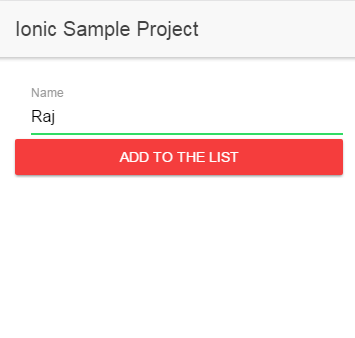 Ionic Sample Project
Name
Raj
ADD TO THE LIST